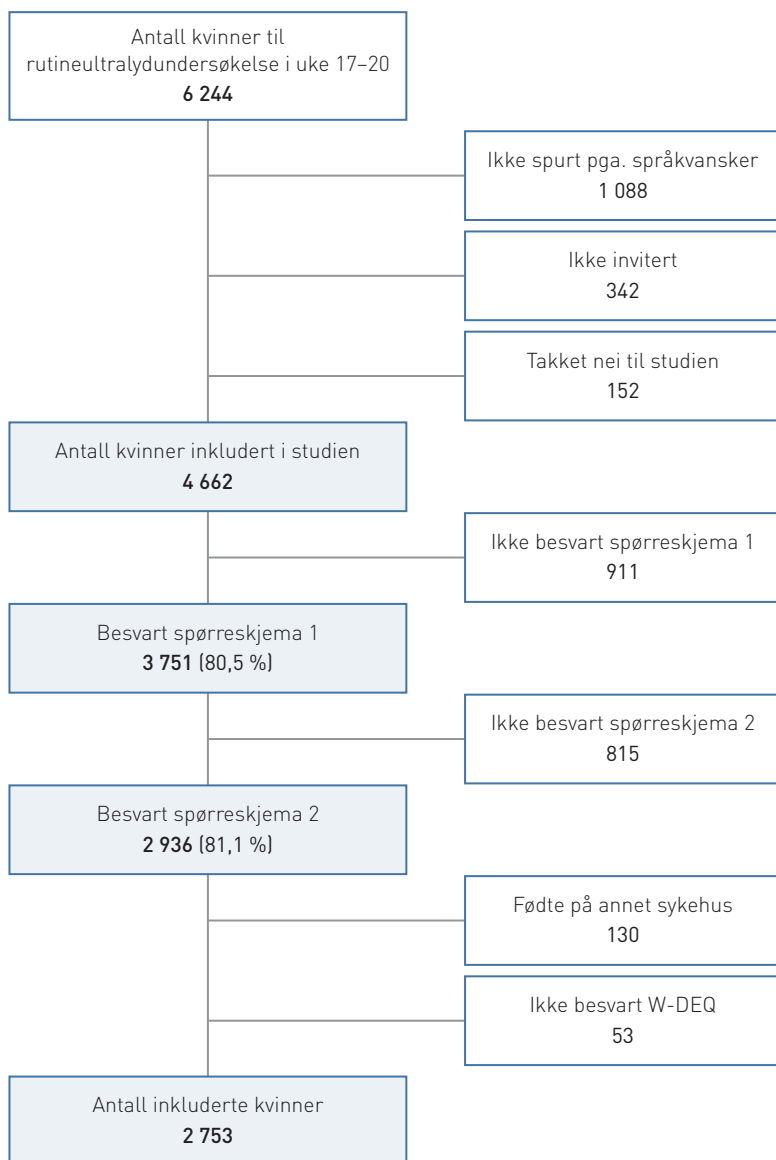 Antall kvinner til
rutineultralydundersøkelse i uke 17–20
6 244
Ikke spurt pga. språkvansker
1 088
Ikke invitert
342
Takket nei til studien
152
Antall kvinner inkludert i studien
4 662
Ikke besvart spørreskjema 1
911
Besvart spørreskjema 1
3 751 (80,5 %)
Ikke besvart spørreskjema 2
815
Besvart spørreskjema 2
2 936 (81,1 %)
Fødte på annet sykehus
130
Ikke besvart W-DEQ
53
Antall inkluderte kvinner
2 753